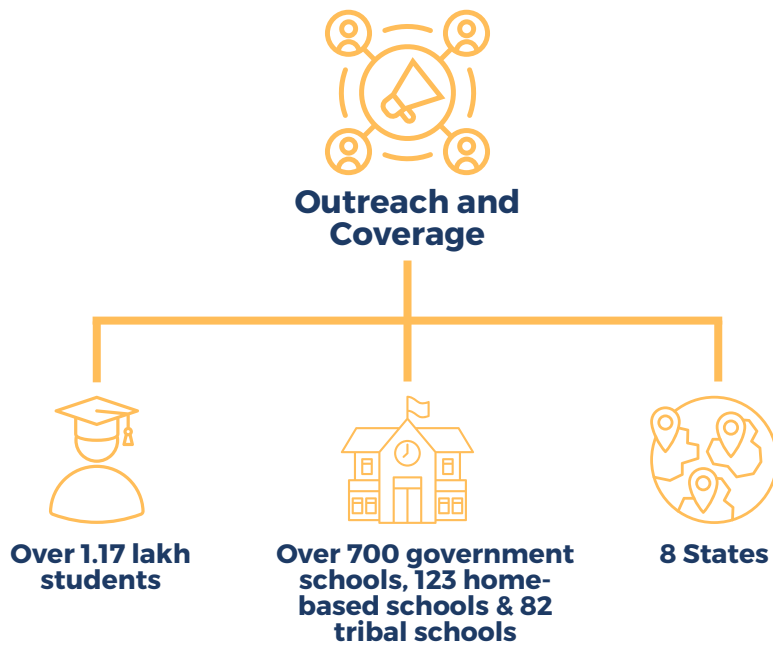 Outreach and
Coverage
Over 1.17 lakh
students
Over 700 government
schools, 123 home-
based schools & 82
tribal schools
8 States